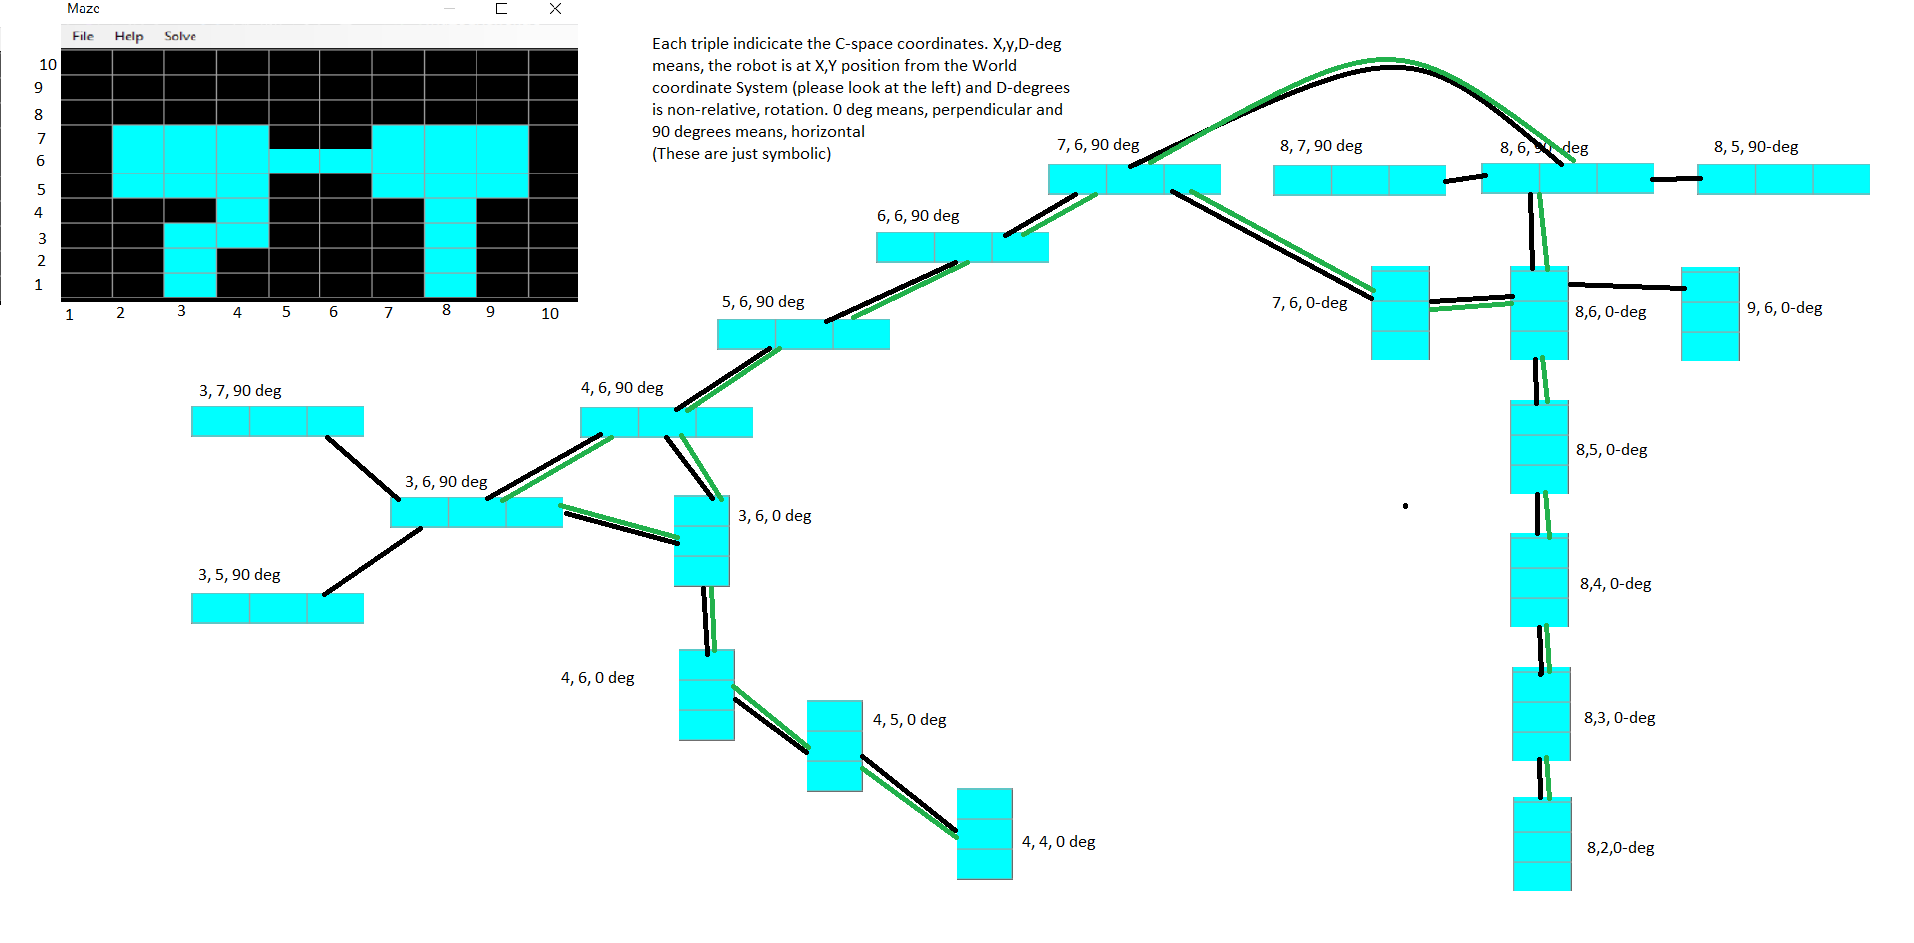 Maze
File Help Solve
10
9
8
7
6
5
4
3
2
1
1 2 3 4 5 6 7 8 9 10
Each triple indicicate the C-space coordinates. X,y,D-deg
means, the robot is at X,Y position from the World
coordinate System (please look at the left) and D-degrees
is non-relative, rotation. 0 deg means, perpendicular and
90 degrees means, horizontal
(These are just symbolic)
7, 6, 90 deg
8, 7, 90 deg
8, 6, 90-deg
8, 5, 90-deg
6, 6, 90 deg
5, 6, 90 deg
7, 6, 0-deg
8,6, 0-deg
9, 6, 0-deg
3, 7, 90 deg
4, 6, 90 deg
8,5, 0-deg
3, 6, 90 deg
3, 6, 0 deg
3, 5, 90 deg
8,4, 0-deg
4, 6, 0 deg
4, 5, 0 deg
8,3, 0-deg
4, 4, 0 deg
8,2,0-deg